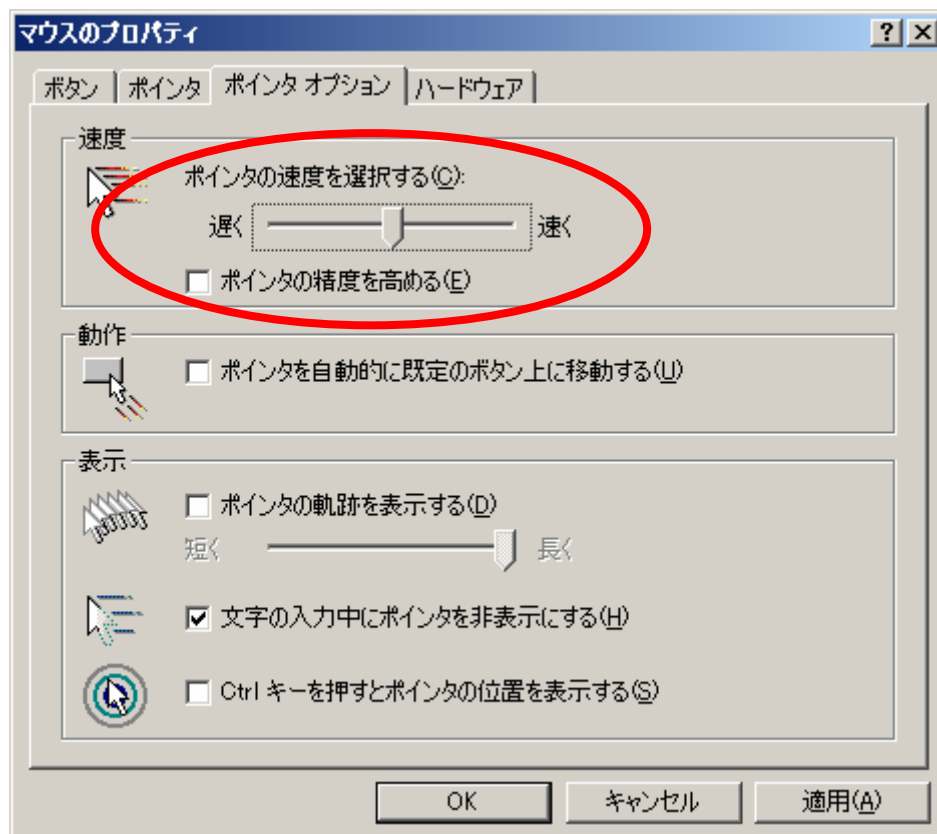 マウスのプロパティ
ボタン ポインタ ポインタ オプション ハードウェア
速度
ポインタの速度を選択する(C):
遅く 速く
ポインタの精度を高める(E)
動作
ポインタを自動的に既定のボタン上に移動する(U)
表示
ポインタの軌跡を表示する(D)
短く 長く
文字の入力中にポインタを非表示にする(H)
Ctrl キーを押すとポインタの位置を表示する(S)
OK キャンセル 適用(A)